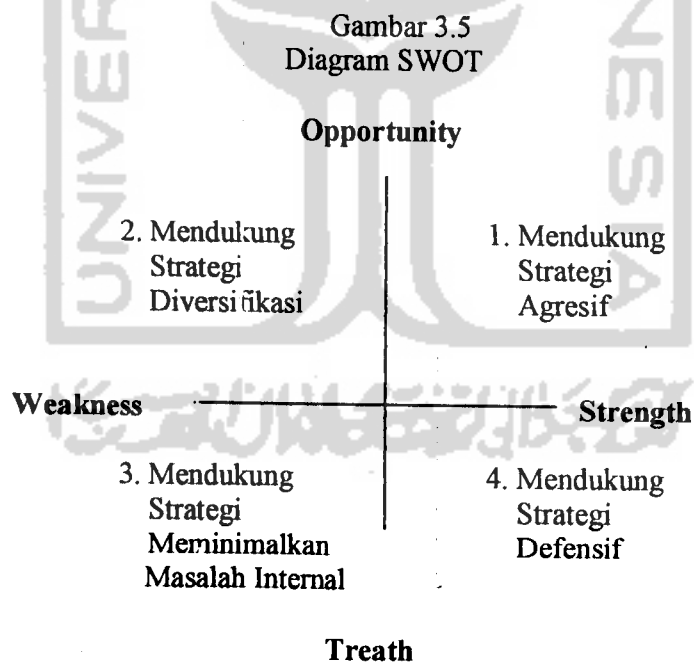 Gambar 3.5
Diagram SWOT
Opportunity
2. Mendukung
Strategi
Diversifikasi
1. Mendukung
Strategi
Agresif
Weakness
Strength
3. Mendukung
Strategi
Meminimalkan
Masalah Internal
4. Mendukung
Strategi
Defensif
Treath